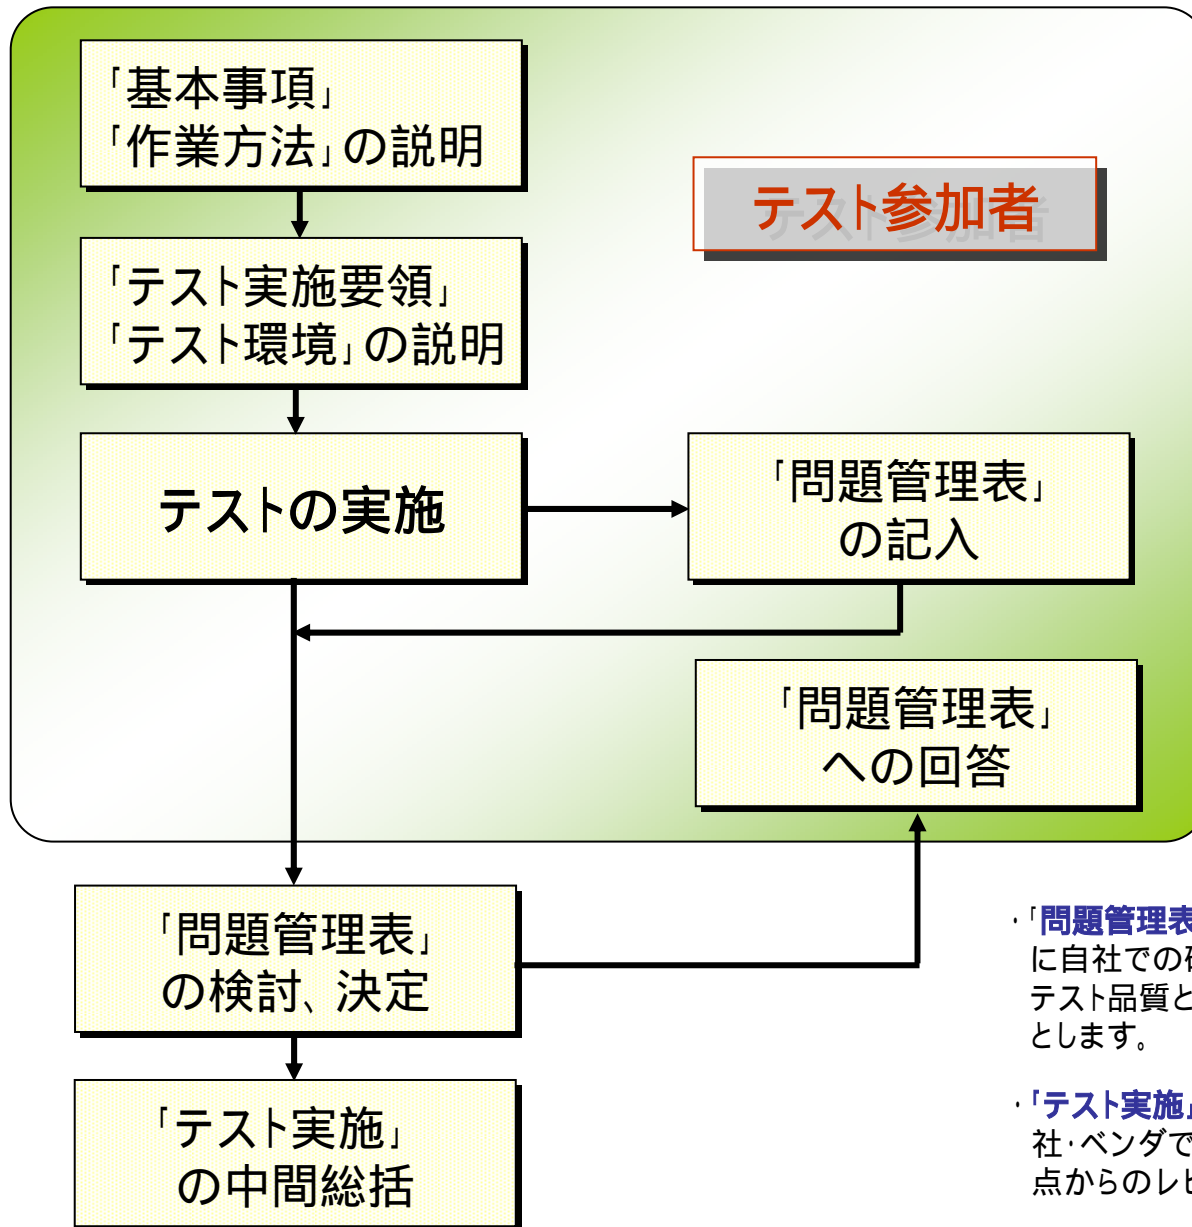 「基本事項」
「作業方法」の説明
テスト参加者
「テスト実施要領」
「テスト環境」の説明
テストの実施
「問題管理表」
の記入
「問題管理表」
への回答
「問題管理表」
の検討、決定
「テスト実施」
の中間総括
・「問題管理表
に自社での
テスト品質と
とします。
・「テスト実施」
社・ベンダで
点からのレビ